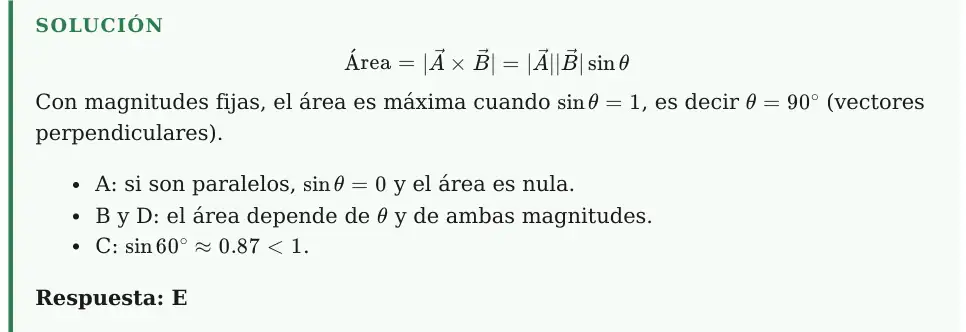 SOLUCIÓN
Área = |A⃗ × B⃗| = |A⃗||B⃗| sin θ
Con magnitudes fijas, el área es máxima cuando sin θ = 1, es decir θ = 90° (vectores
perpendiculares).
• A: si son paralelos, sin θ = 0 y el área es nula.
• B y D: el área depende de θ y de ambas magnitudes.
• C: sin 60° ≈ 0.87 < 1.
Respuesta: E